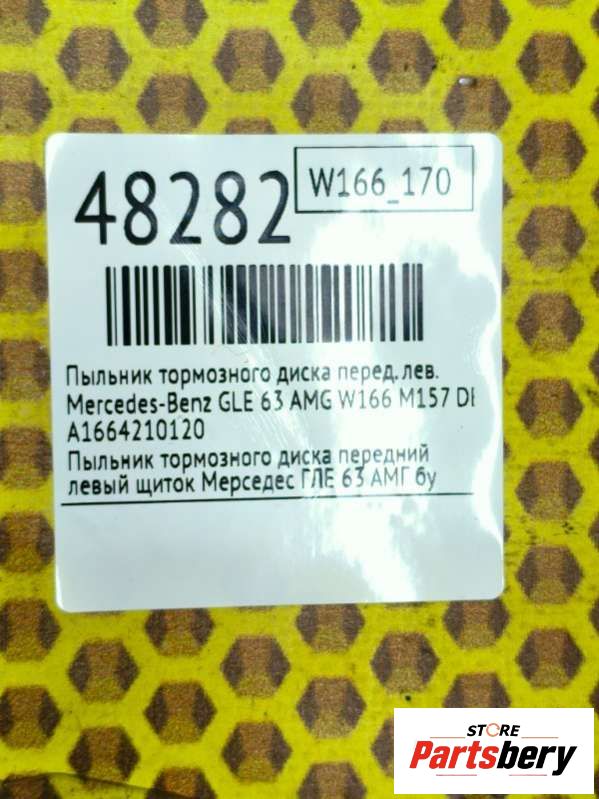 48282
W166_170
Пыльник тормозного диска перед. лев.
Mercedes-Benz GLE 63 AMG W166 M157 DE
A1664210120
Пыльник тормозного диска передний
левый щиток Мерседес ГЛЕ 63 АМГ бу
STORE
Partsbery